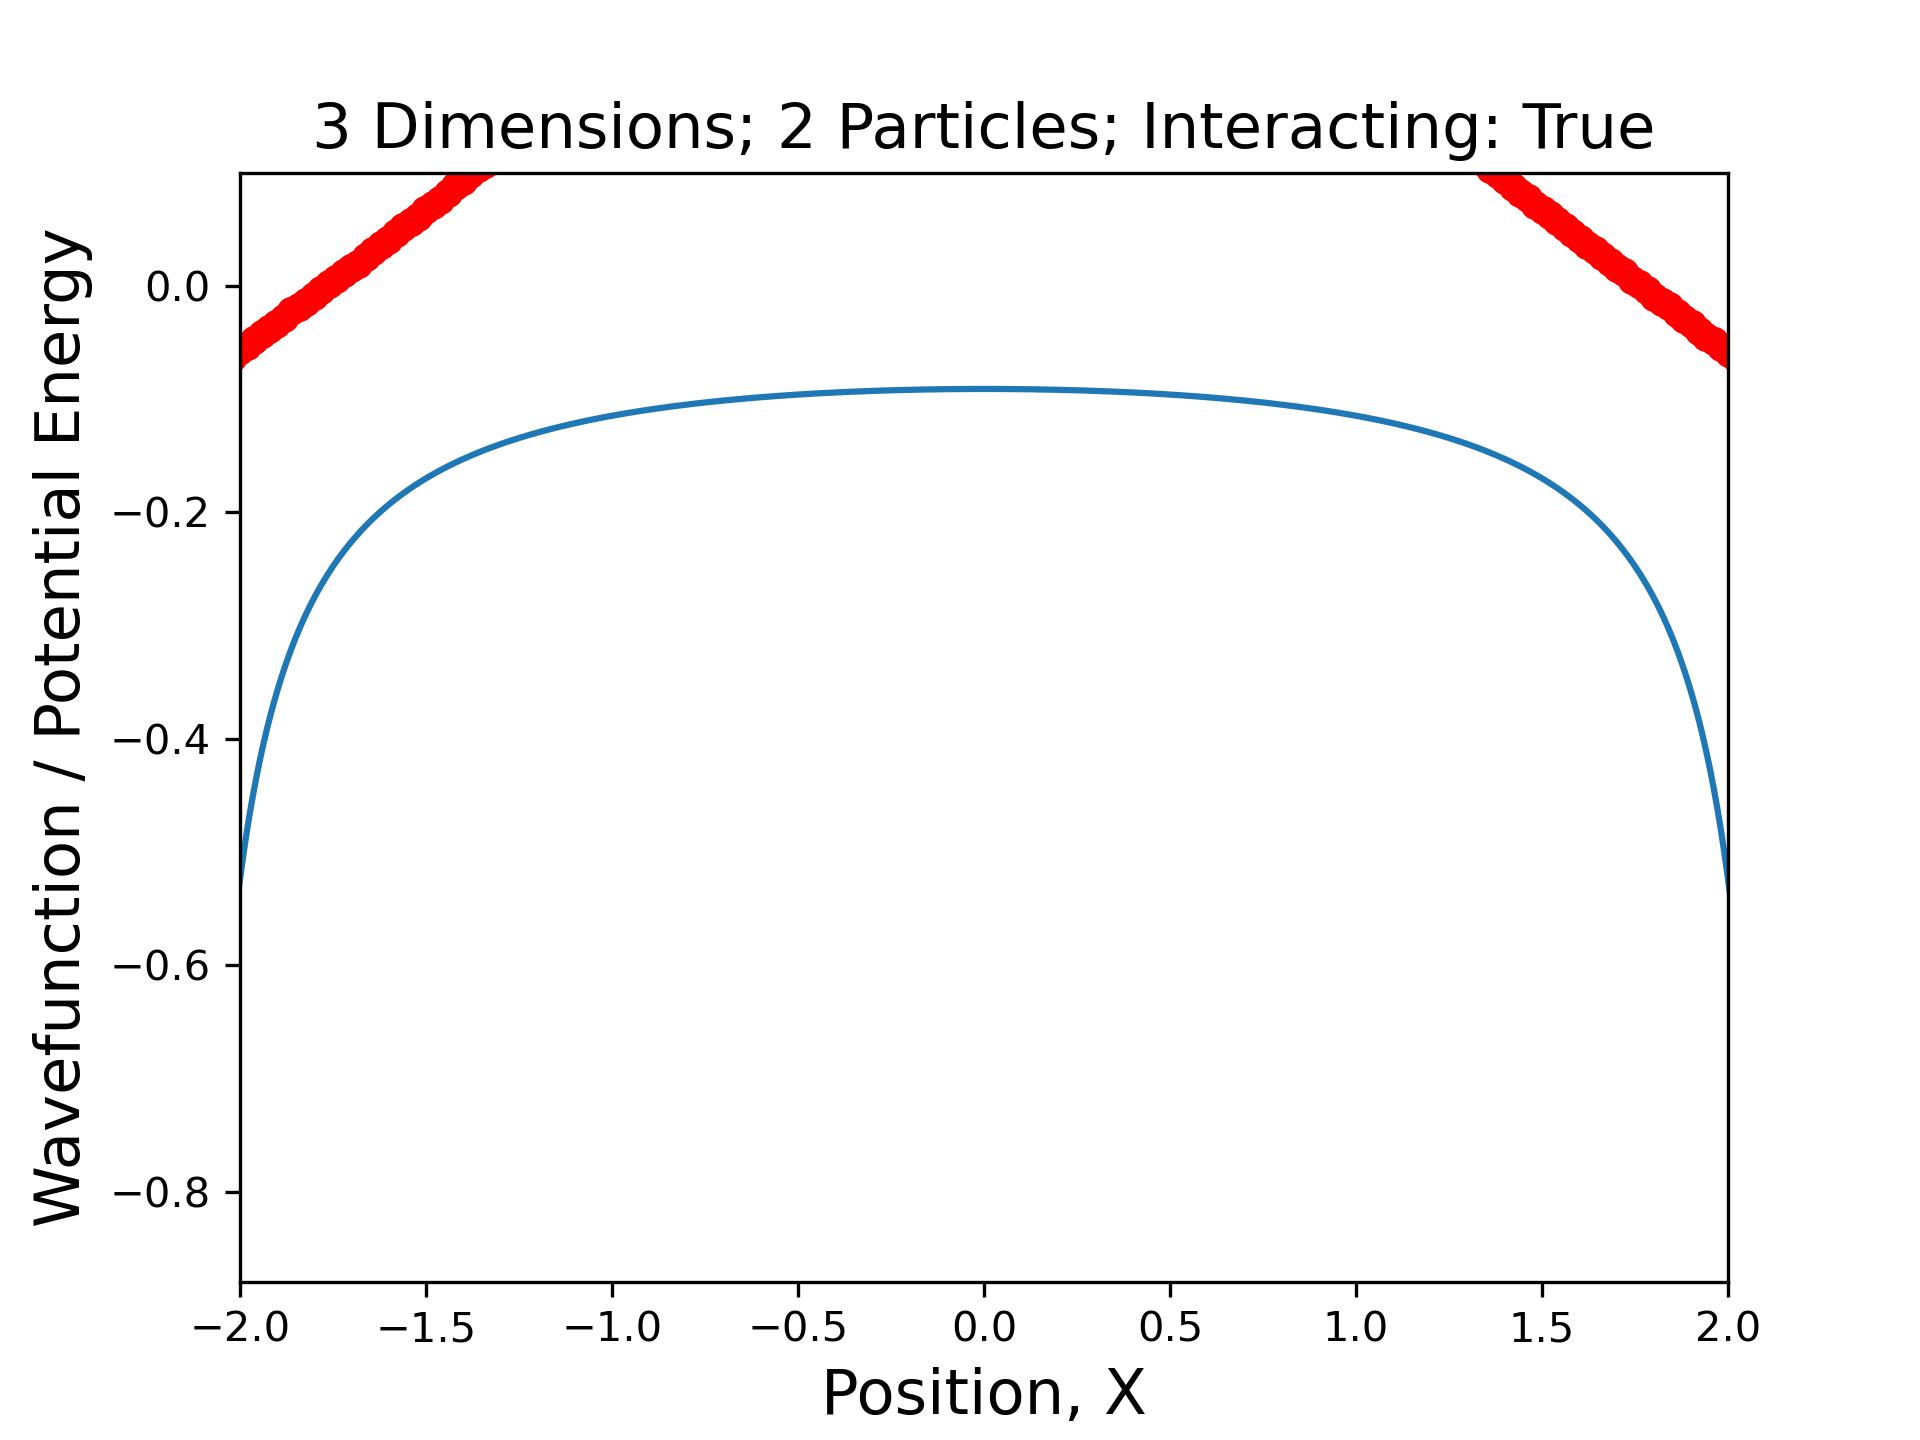 3 Dimensions; 2 Particles; Interacting: True
Wavefunction / Potential Energy
0.0
−0.2
−0.4
−0.6
−0.8
−2.0 −1.5 −1.0 −0.5 0.0 0.5 1.0 1.5 2.0
Position, X